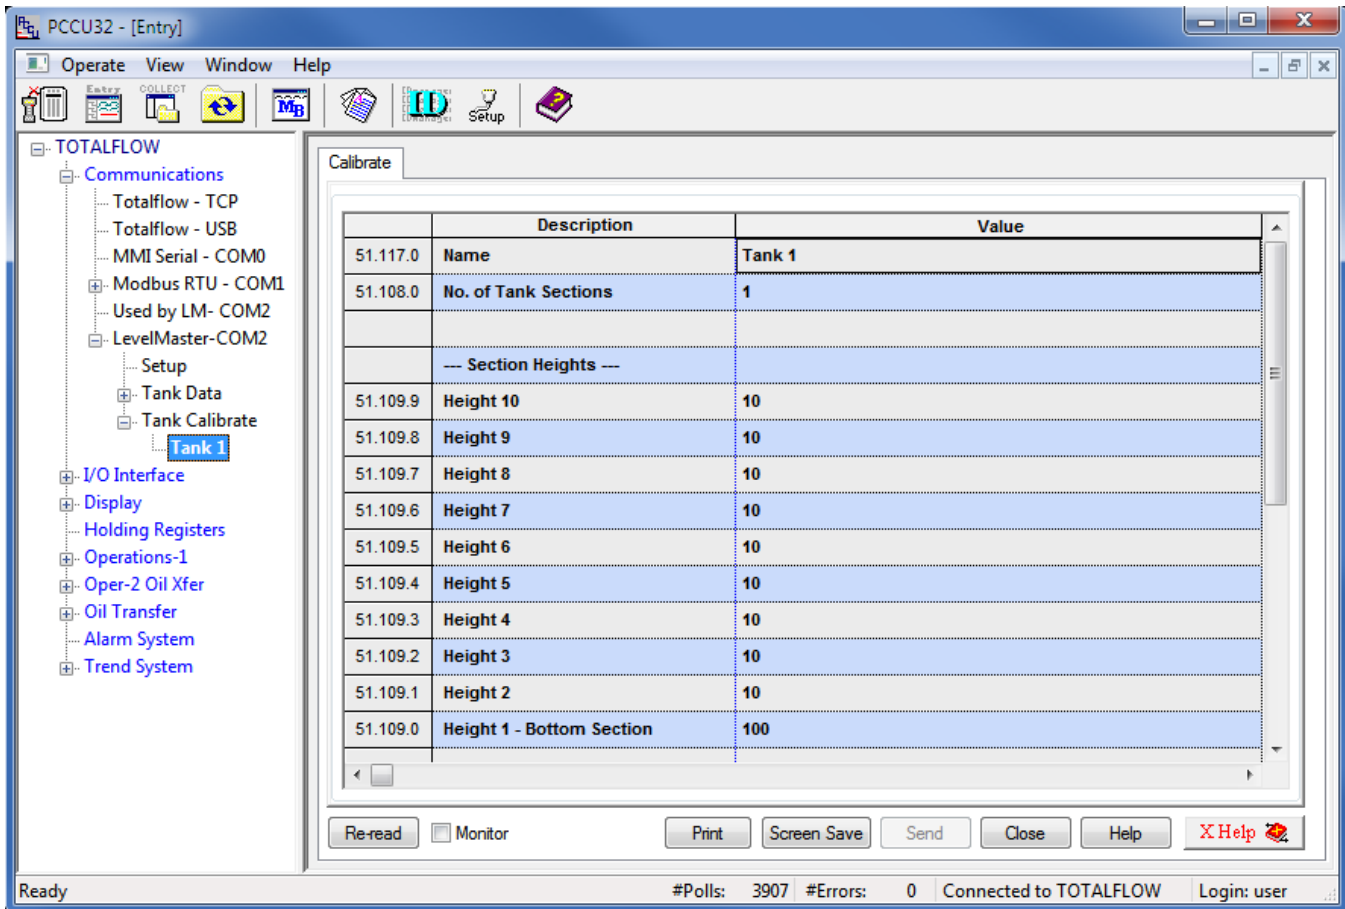 PCCU32 - [Entry]
Operate View Window Help
Entry COLLECT MB ID Setup
TOTALFLOW
Communications
Totalflow - TCP
Totalflow - USB
MMI Serial - COM0
Modbus RTU - COM1
Used by LM- COM2
LevelMaster-COM2
Setup
Tank Data
Tank Calibrate
Tank 1
I/O Interface
Display
Holding Registers
Operations-1
Oper-2 Oil Xfer
Oil Transfer
Alarm System
Trend System
Calibrate
Description Value
51.117.0 Name Tank 1
51.108.0 No. of Tank Sections 1
--- Section Heights ---
51.109.9 Height 10 10
51.109.8 Height 9 10
51.109.7 Height 8 10
51.109.6 Height 7 10
51.109.5 Height 6 10
51.109.4 Height 5 10
51.109.3 Height 4 10
51.109.2 Height 3 10
51.109.1 Height 2 10
51.109.0 Height 1 - Bottom Section 100
Re-read Monitor Print Screen Save Send Close Help X Help
Ready #Polls: 3907 #Errors: 0 Connected to TOTALFLOW Login: user